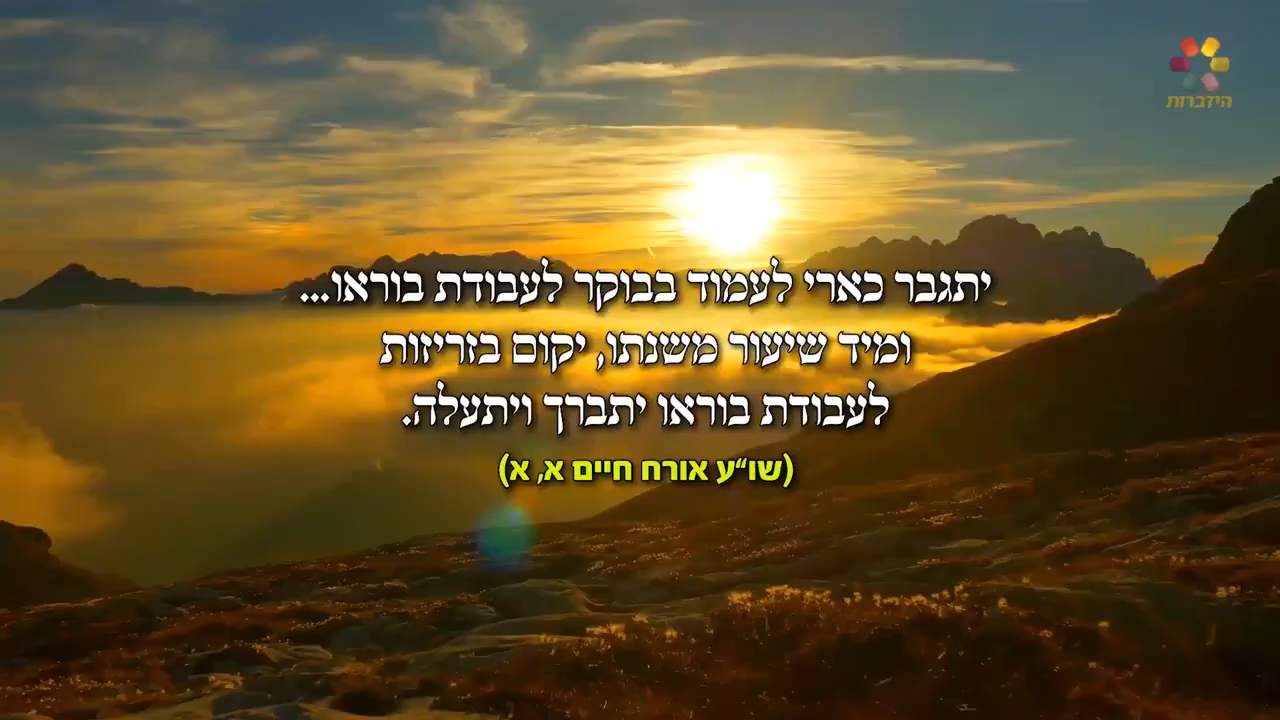 הידברות
יתגבר כארי לעמוד בבוקר לעבודת בוראו...
ומיד שיעור משנתו, יקום בזריזות
לעבודת בוראו יתברך ויתעלה.
(שו״ע אורח חיים א, א)